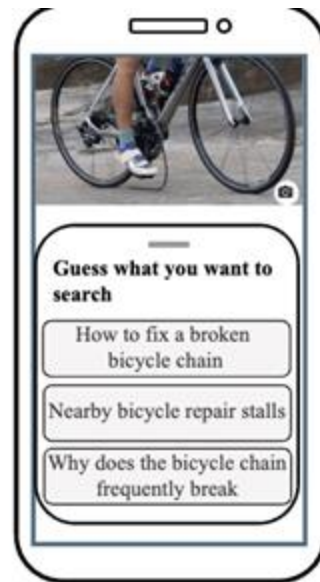 Guess what you want to
search
How to fix a broken
bicycle chain
Nearby bicycle repair stalls
Why does the bicycle chain
frequently break